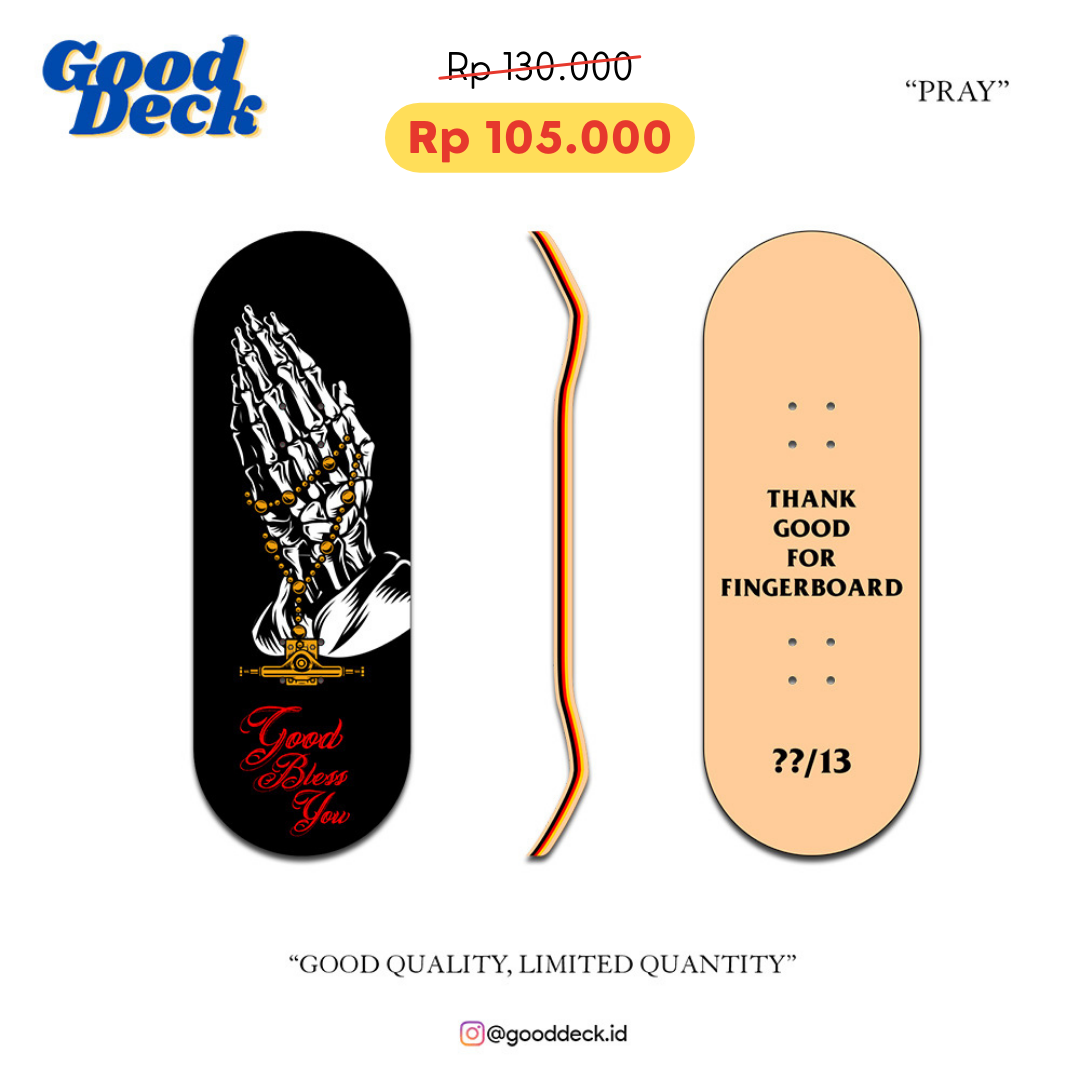 Good
Deck
Rp 130.000
Rp 105.000
“PRAY”
Good
Bless
You
THANK
GOOD
FOR
FINGERBOARD
??/13
“GOOD QUALITY, LIMITED QUANTITY”
@gooddeck.id